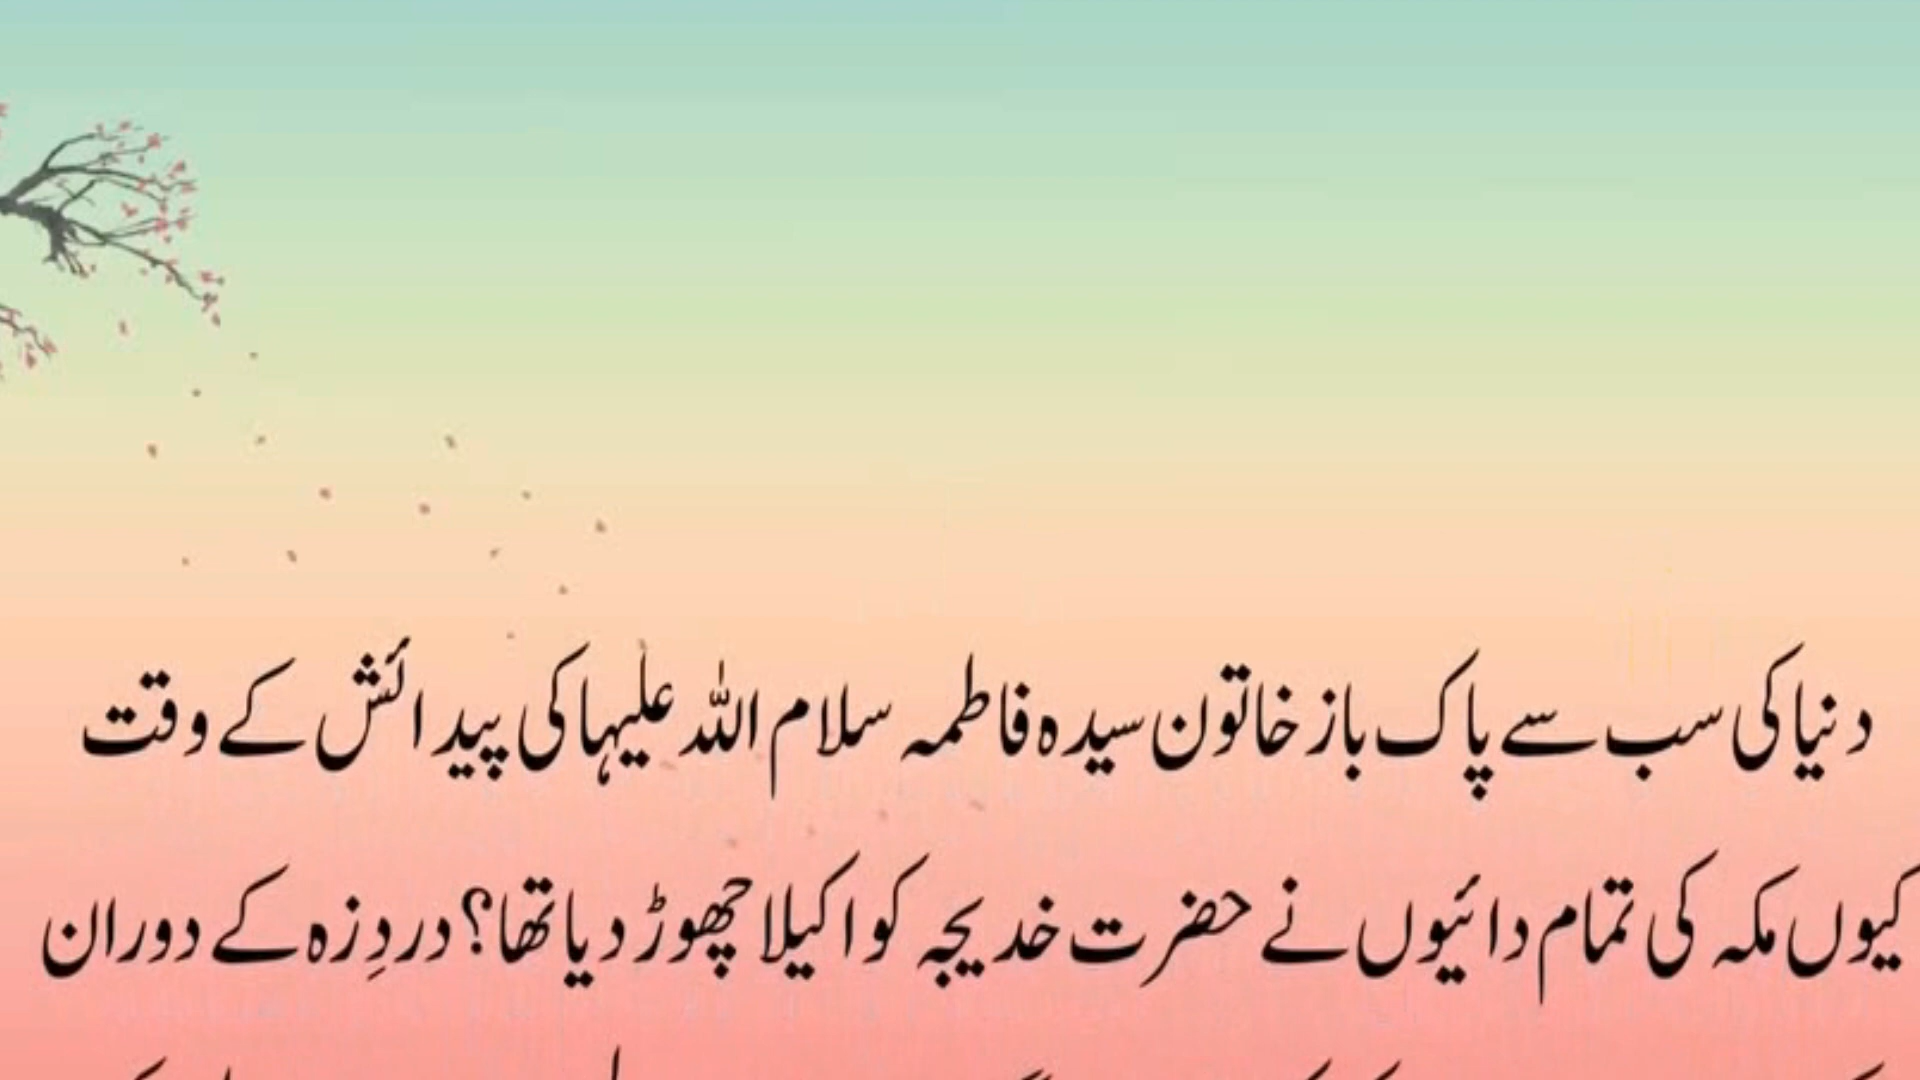 دنیا کی سب سے پاک باز خاتون سیدہ فاطمہ سلام اللہ علیہا کی پیدائش کے وقت
کیوں مکہ کی تمام دائیوں نے حضرت خدیجہ کو اکیلا چھوڑ دیا تھا؟ دردِ زہ کے دوران